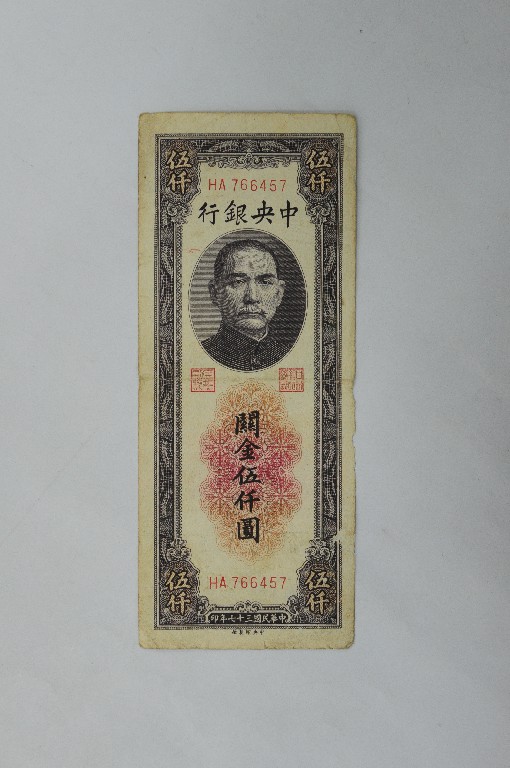 伍仟 伍仟
HA 766457
中央銀行
關金伍仟圓
HA 766457
伍仟 伍仟
中華民國三十七年印